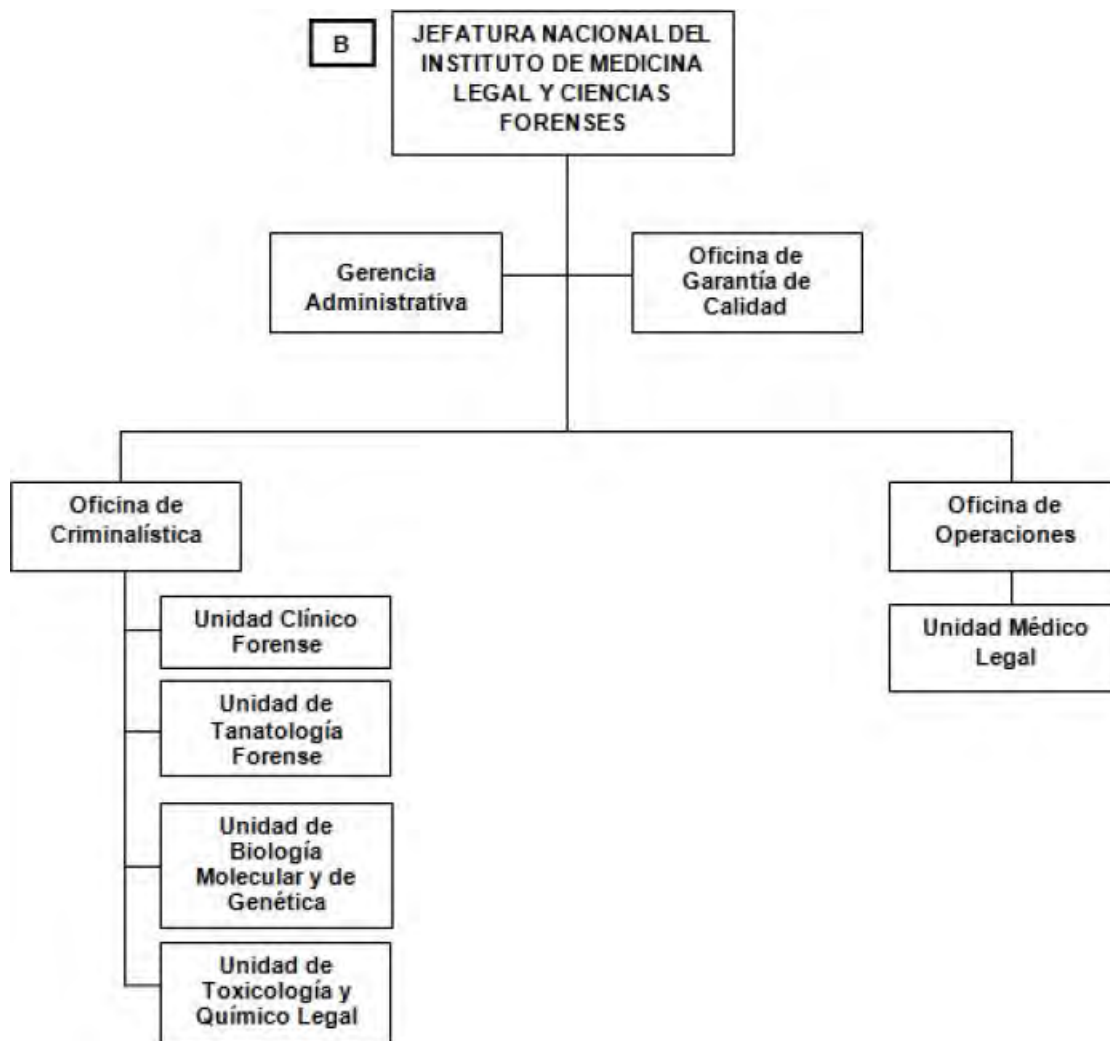 B
JEFATURA NACIONAL DEL
INSTITUTO DE MEDICINA
LEGAL Y CIENCIAS
FORENSES
Gerencia
Administrativa
Oficina de
Garantía de
Calidad
Oficina de
Criminalística
Unidad Clínico
Forense
Unidad de
Tanatología
Forense
Unidad de
Biología
Molecular y de
Genética
Unidad de
Toxicología y
Químico Legal
Oficina de
Operaciones
Unidad Médico
Legal